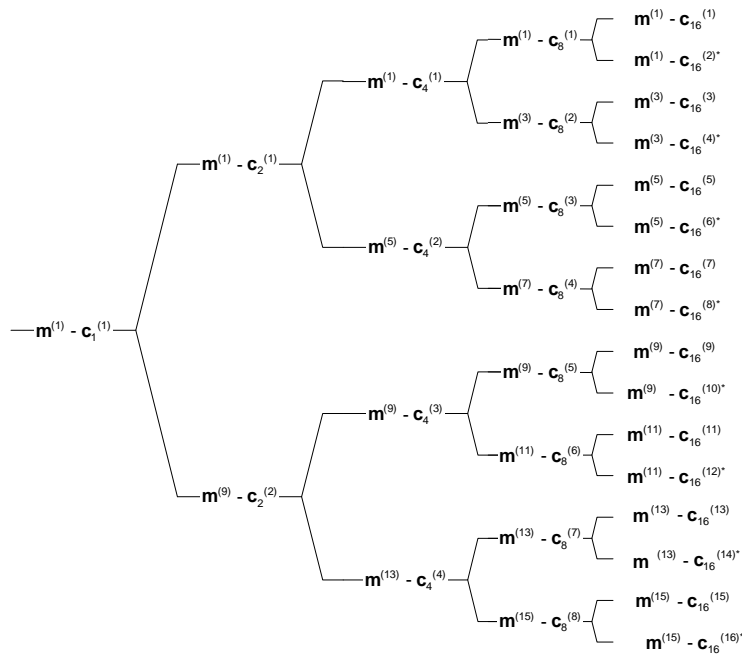 m(1) - c16(1)
m(1) - c8(1)
m(1) - c16(2)*
m(1) - c4(1)
m(3) - c16(3)
m(3) - c8(2)
m(3) - c16(4)*
m(1) - c2(1)
m(5) - c16(5)
m(5) - c8(3)
m(5) - c16(6)*
m(5) - c4(2)
m(7) - c16(7)
m(7) - c8(4)
m(7) - c16(8)*
m(1) - c1(1)
m(9) - c16(9)
m(9) - c8(5)
m(9) - c16(10)*
m(9) - c4(3)
m(11) - c16(11)
m(11) - c8(6)
m(11) - c16(12)*
m(9) - c2(2)
m(13) - c16(13)
m(13) - c8(7)
m (13) - c16(14)*
m(13) - c4(4)
m(15) - c16(15)
m(15) - c8(8)
m(15) - c16(16)*